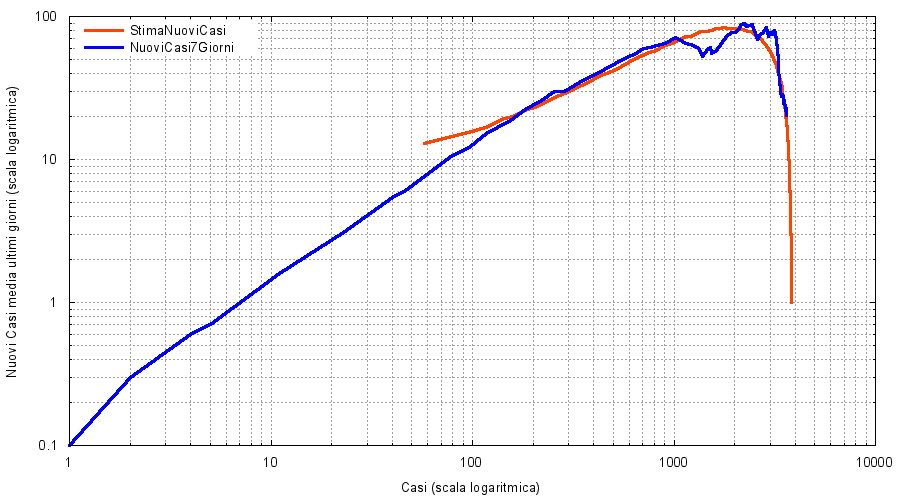 100
10
1
0.1
1
10
100
1000
10000
StimaNuoviCasi
NuoviCasi7Giorni
Nuovi Casi media ultimi giorni (scala logaritmica)
Casi (scala logaritmica)